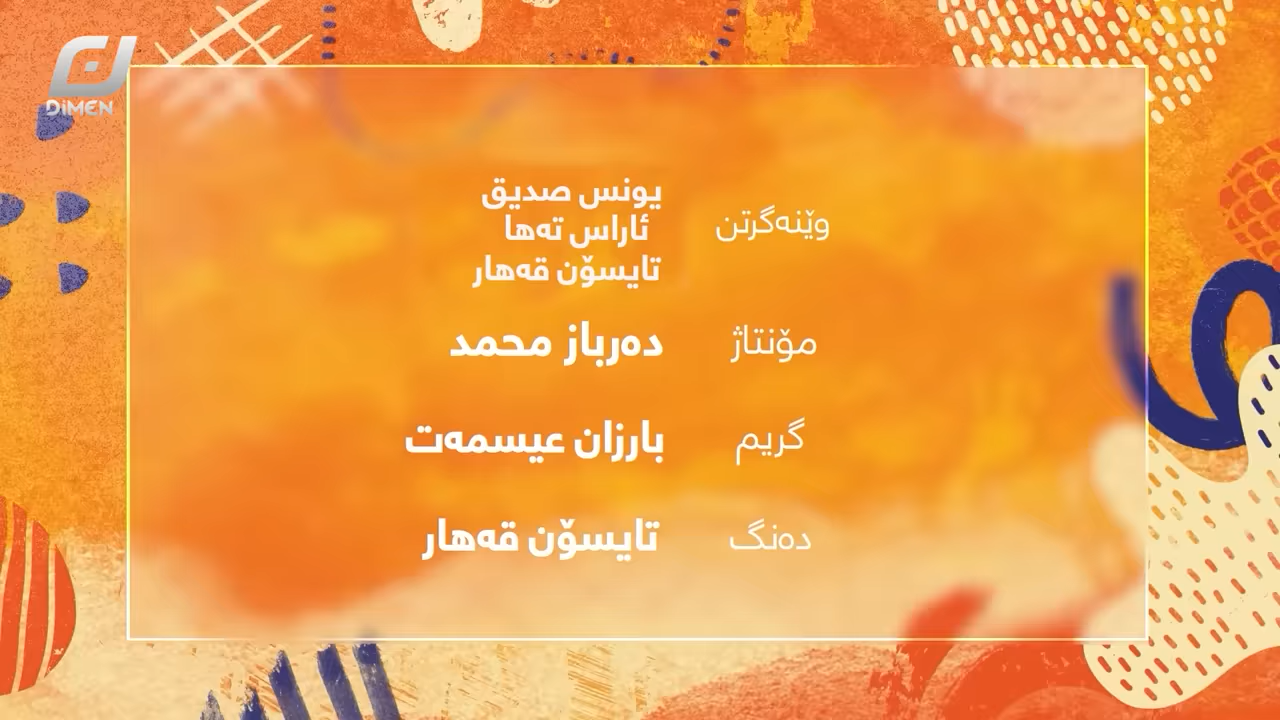 DiMEN
وێنەگرتن
یونس صدیق
ئاراس تەها
تایسۆن قەهار
مۆنتاژ
دەرباز محمد
گریم
بارزان عیسمەت
دەنگ
تایسۆن قەهار